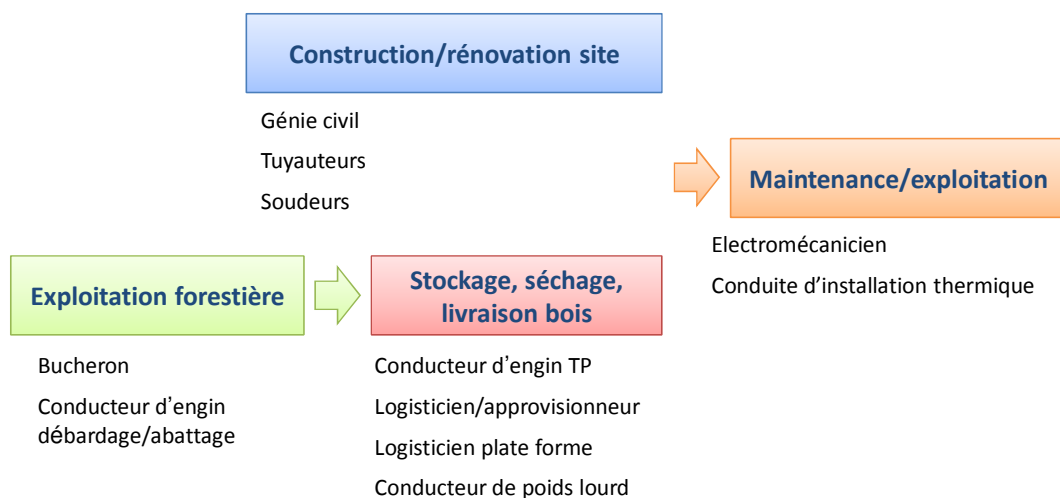 Construction/rénovation site
Génie civil
Tuyauteurs
Soudeurs
Maintenance/exploitation
Electromécanicien
Conduite d'installation thermique
Exploitation forestière
Bucheron
Conducteur d'engin
débardage/abattage
Stockage, séchage,
livraison bois
Conducteur d'engin TP
Logisticien/approvisionneur
Logisticien plate forme
Conducteur de poids lourd